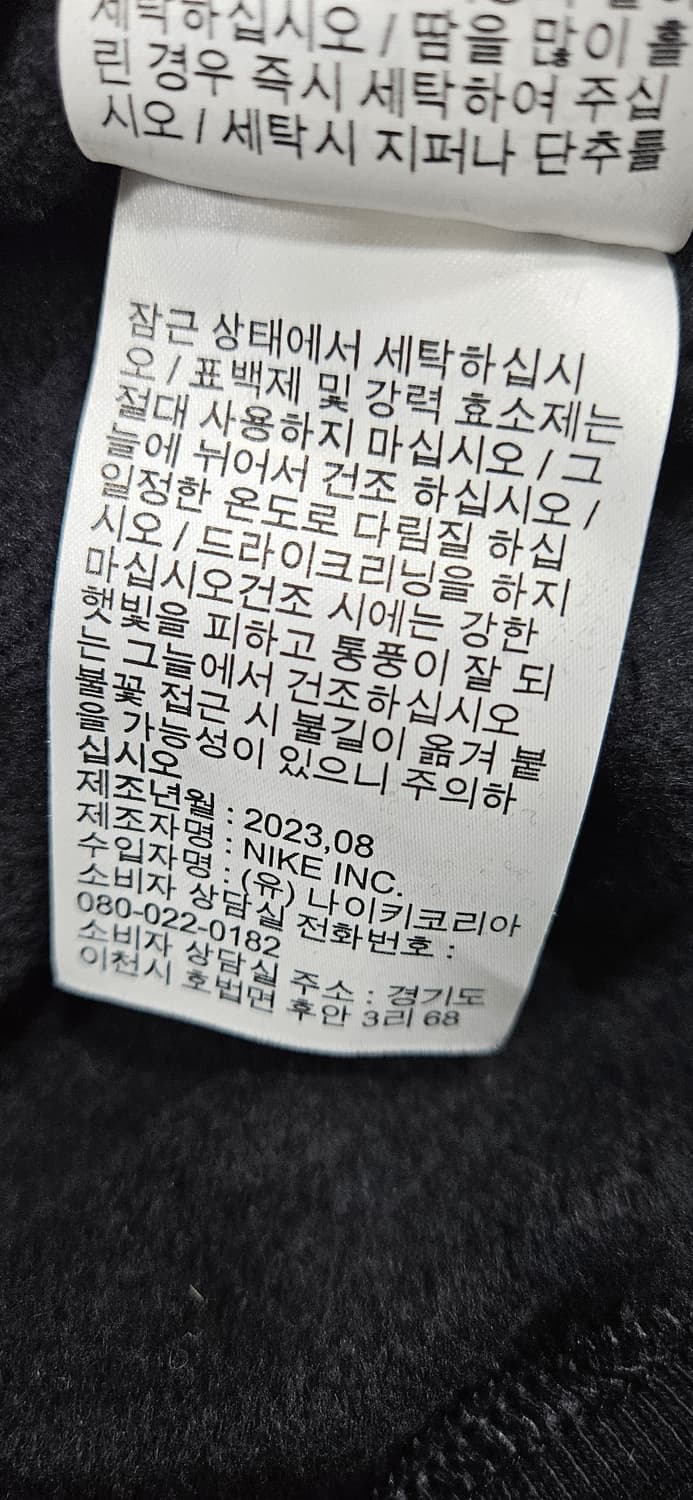 세탁하십시오 / 땀을 많이 흘
린 경우 즉시 세탁하여 주십
시오 / 세탁시 지퍼나 단추를
잠근 상태에서 세탁하십시
오 / 표백제 및 강력 효소제는
절대 사용하지 마십시오 / 그
늘에 뉘어서 건조 하십시오 /
일정한 온도로 다림질 하십
시오 / 드라이크리닝을 하지
마십시오건조 시에는 강한
햇빛을 피하고 통풍이 잘 되
는 그늘에서 건조하십시오
불꽃 접근 시 불길이 옮겨 붙
을 가능성이 있으니 주의하
십시오
제조년월 : 2023,08
제조자명 : NIKE INC.
수입자명 : (유) 나이키코리아
소비자 상담실 전화번호 :
080-022-0182
소비자 상담실 주소 : 경기도
이천시 호법면 후안 3리 68